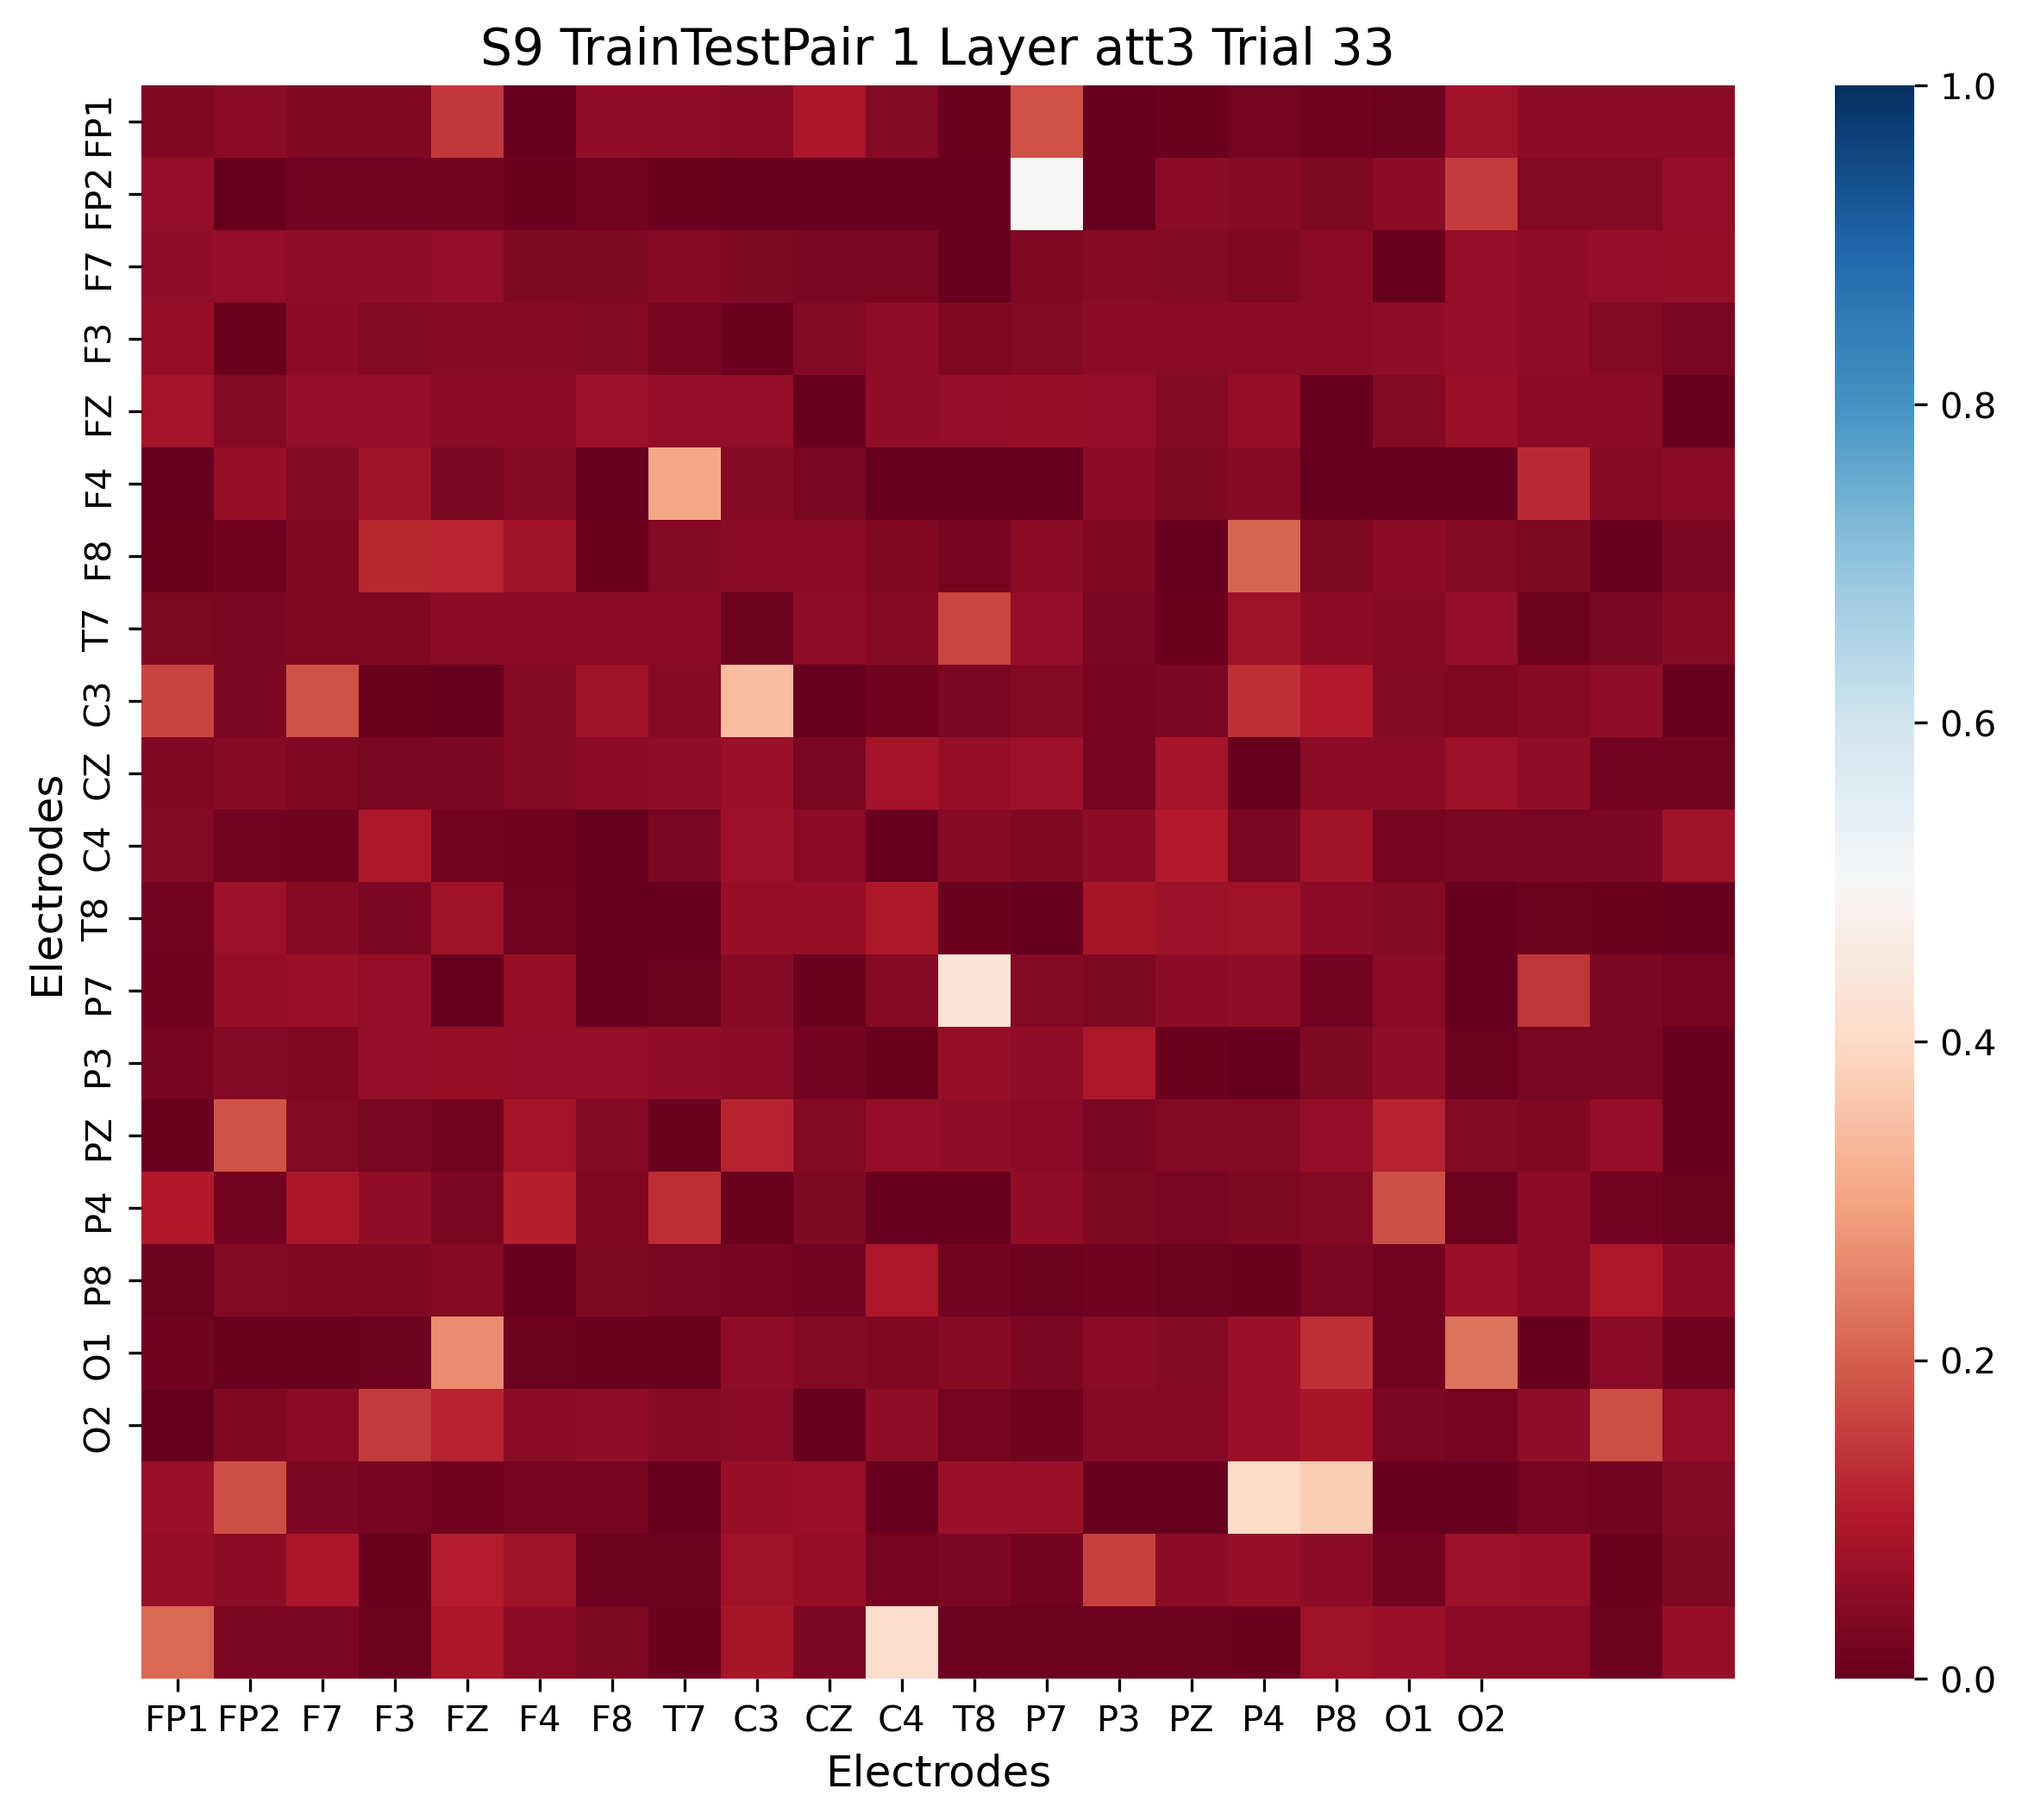 S9 TrainTestPair 1 Layer att3 Trial 33
Electrodes
FP1
FP2
F7
F3
FZ
F4
F8
T7
C3
CZ
C4
T8
P7
P3
PZ
P4
P8
O1
O2
FP1 FP2 F7 F3 FZ F4 F8 T7 C3 CZ C4 T8 P7 P3 PZ P4 P8 O1 O2
Electrodes
1.0
0.8
0.6
0.4
0.2
0.0